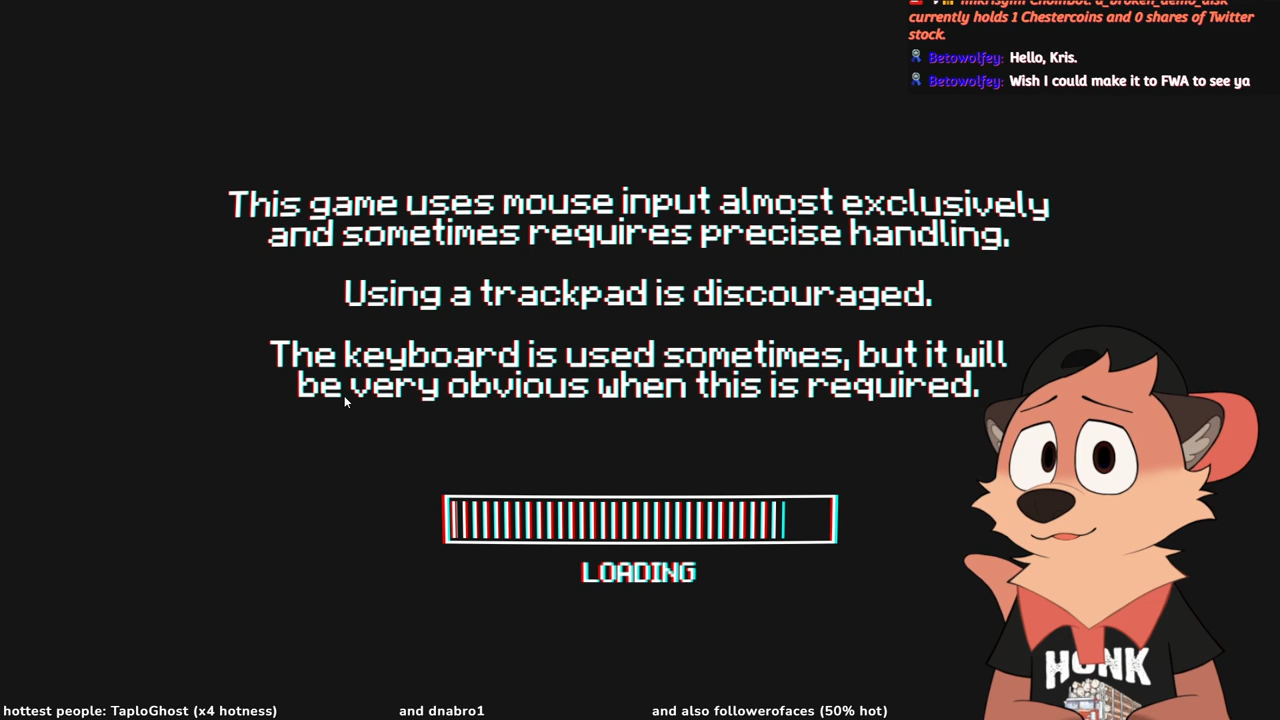 currently holds 1 Chestercoins and 0 shares of Twitter
stock.
Betowolfey: Hello, Kris.
Betowolfey: Wish I could make it to FWA to see ya
This game uses mouse input almost exclusively
and sometimes requires precise handling.
Using a trackpad is discouraged.
The keyboard is used sometimes, but it will
be very obvious when this is required.
LOADING
HONK
hottest people: TaploGhost (x4 hotness) and dnabro1 and also followerofaces (50% hot)